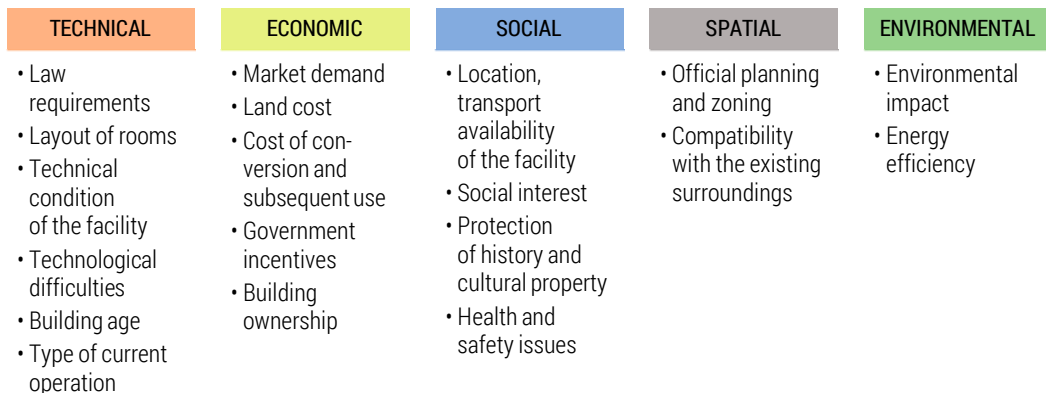 TECHNICAL
• Law
requirements
• Layout of rooms
• Technical
condition
of the facility
• Technological
difficulties
• Building age
• Type of current
operation
ECONOMIC
• Market demand
• Land cost
• Cost of con-
version and
subsequent use
• Government
incentives
• Building
ownership
SOCIAL
• Location,
transport
availability
of the facility
• Social interest
• Protection
of history and
cultural property
• Health and
safety issues
SPATIAL
• Official planning
and zoning
• Compatibility
with the existing
surroundings
ENVIRONMENTAL
• Environmental
impact
• Energy
efficiency